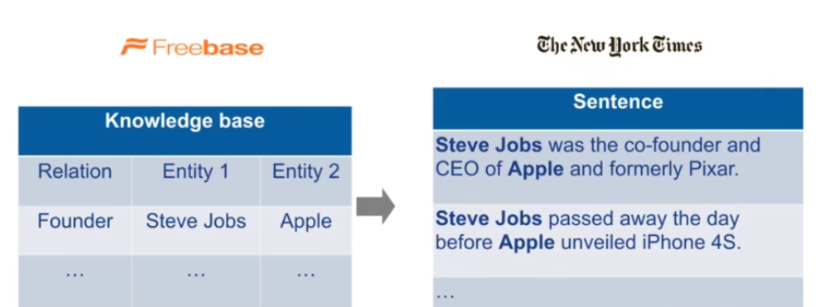 Freebase
The New York Times
Knowledge base
Relation Entity 1 Entity 2
Founder Steve Jobs Apple
... ... ...
Sentence
Steve Jobs was the co-founder and
CEO of Apple and formerly Pixar.
Steve Jobs passed away the day
before Apple unveiled iPhone 4S.
...